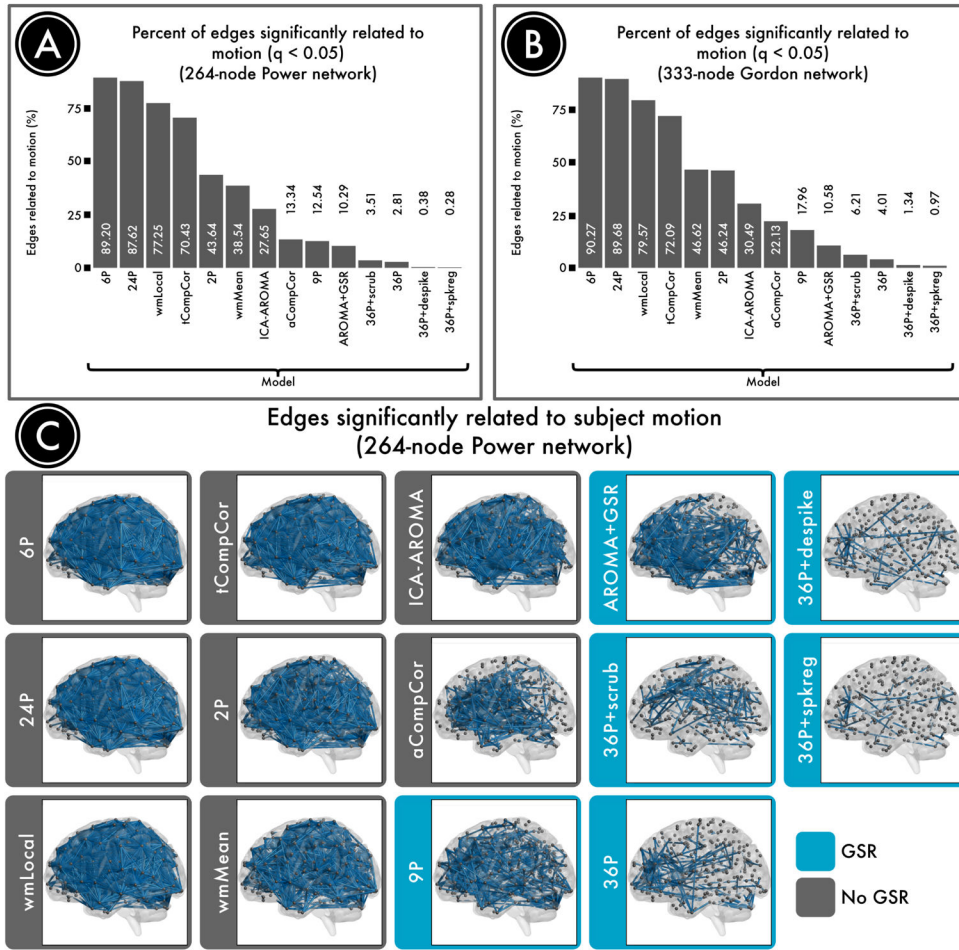 A
Percent of edges significantly related to
motion (q < 0.05)
(264-node Power network)
Edges related to motion (%)
75
50
25
0
89.20
87.62
77.25
70.43
43.64
38.54
27.65
13.34
12.54
10.29
3.51
2.81
0.38
0.28
6P
24P
wmLocal
tCompCor
2P
wmMean
ICA-AROMA
aCompCor
9P
AROMA+GSR
36P+scrub
36P
36P+despike
36P+spkreg
Model
B
Percent of edges significantly related to
motion (q < 0.05)
(333-node Gordon network)
Edges related to motion (%)
75
50
25
0
90.27
89.68
79.57
72.09
46.62
46.24
30.49
22.13
17.96
10.58
6.21
4.01
1.34
0.97
6P
24P
wmLocal
tCompCor
wmMean
2P
ICA-AROMA
aCompCor
9P
AROMA+GSR
36P+scrub
36P
36P+despike
36P+spkreg
Model
C
Edges significantly related to subject motion
(264-node Power network)
6P
tCompCor
ICA-AROMA
AROMA+GSR
36P+despike
24P
2P
aCompCor
36P+scrub
36P+spkreg
wmLocal
wmMean
9P
36P
GSR
No GSR